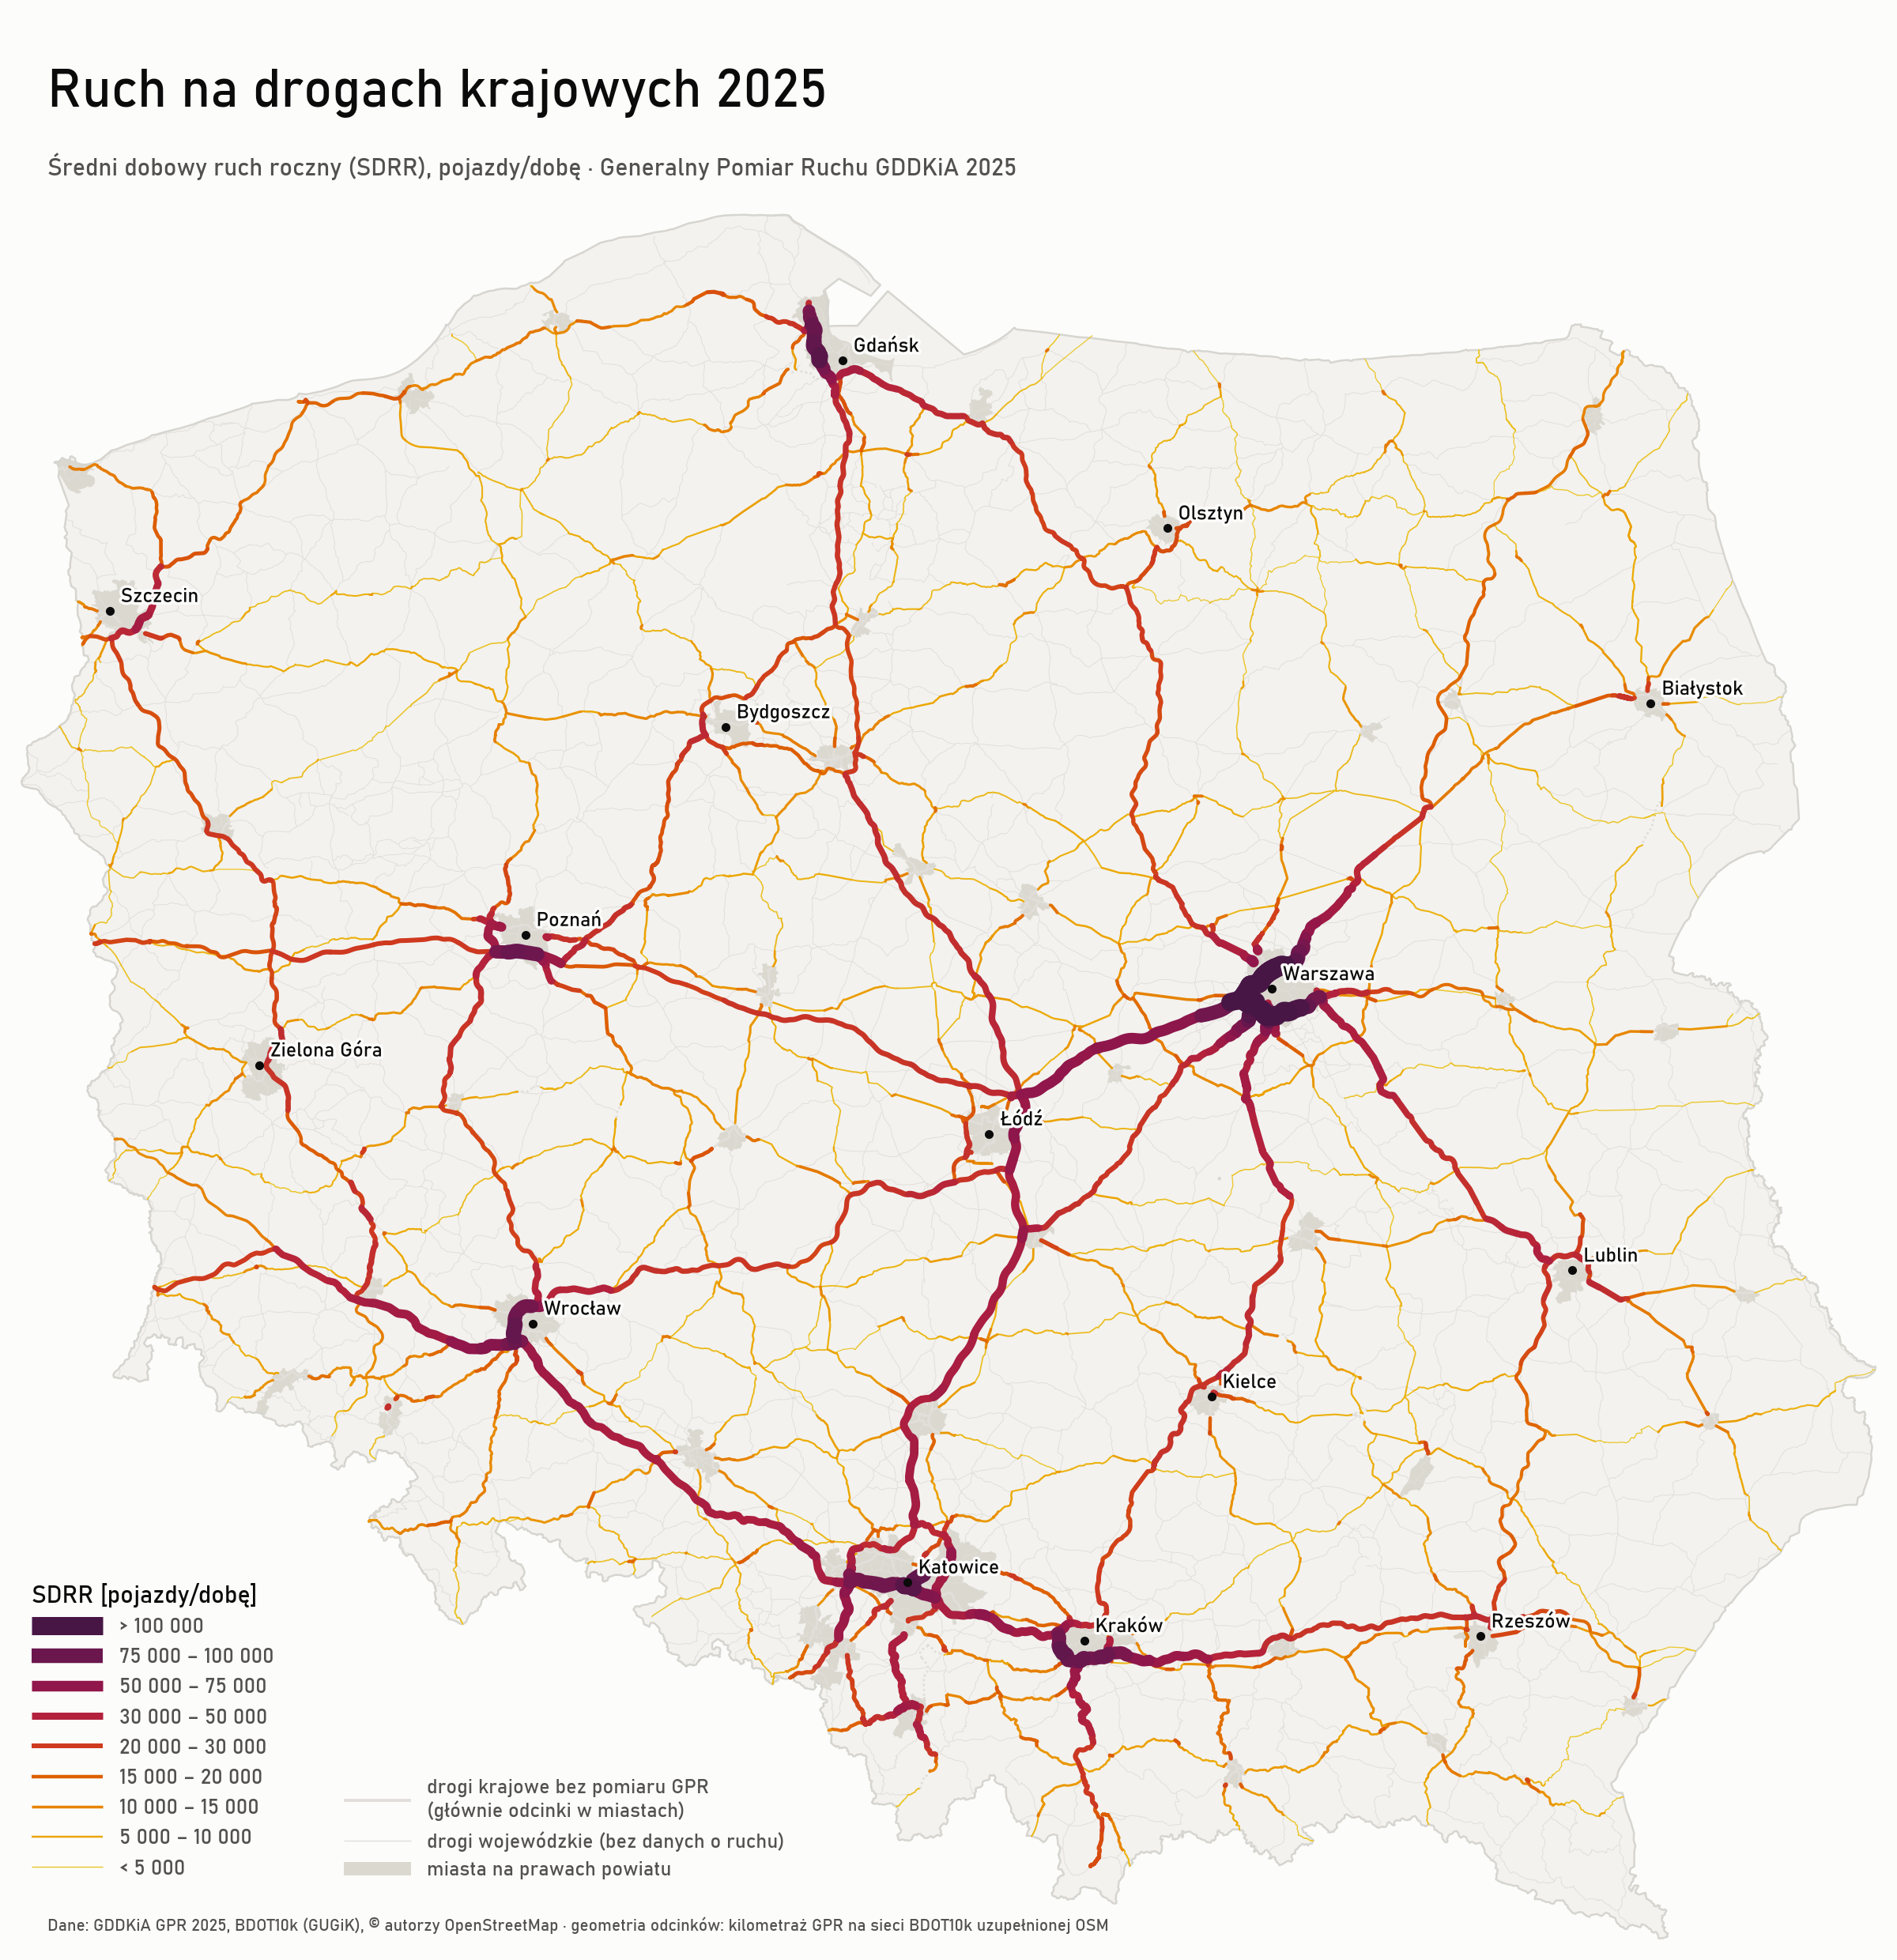 Ruch na drogach krajowych 2025
Średni dobowy ruch roczny (SDRR), pojazdy/dobę · Generalny Pomiar Ruchu GDDKiA 2025
Gdańsk
Olsztyn
Szczecin
Białystok
Bydgoszcz
Poznań
Warszawa
Zielona Góra
Łódź
Lublin
Wrocław
Kielce
Katowice
Kraków
Rzeszów
SDRR [pojazdy/dobę]
> 100 000
75 000 – 100 000
50 000 – 75 000
30 000 – 50 000
20 000 – 30 000
15 000 – 20 000
10 000 – 15 000
5 000 – 10 000
< 5 000
drogi krajowe bez pomiaru GPR
(głównie odcinki w miastach)
drogi wojewódzkie (bez danych o ruchu)
miasta na prawach powiatu
Dane: GDDKiA GPR 2025, BDOT10k (GUGiK), © autorzy OpenStreetMap · geometria odcinków: kilometraż GPR na sieci BDOT10k uzupełnionej OSM